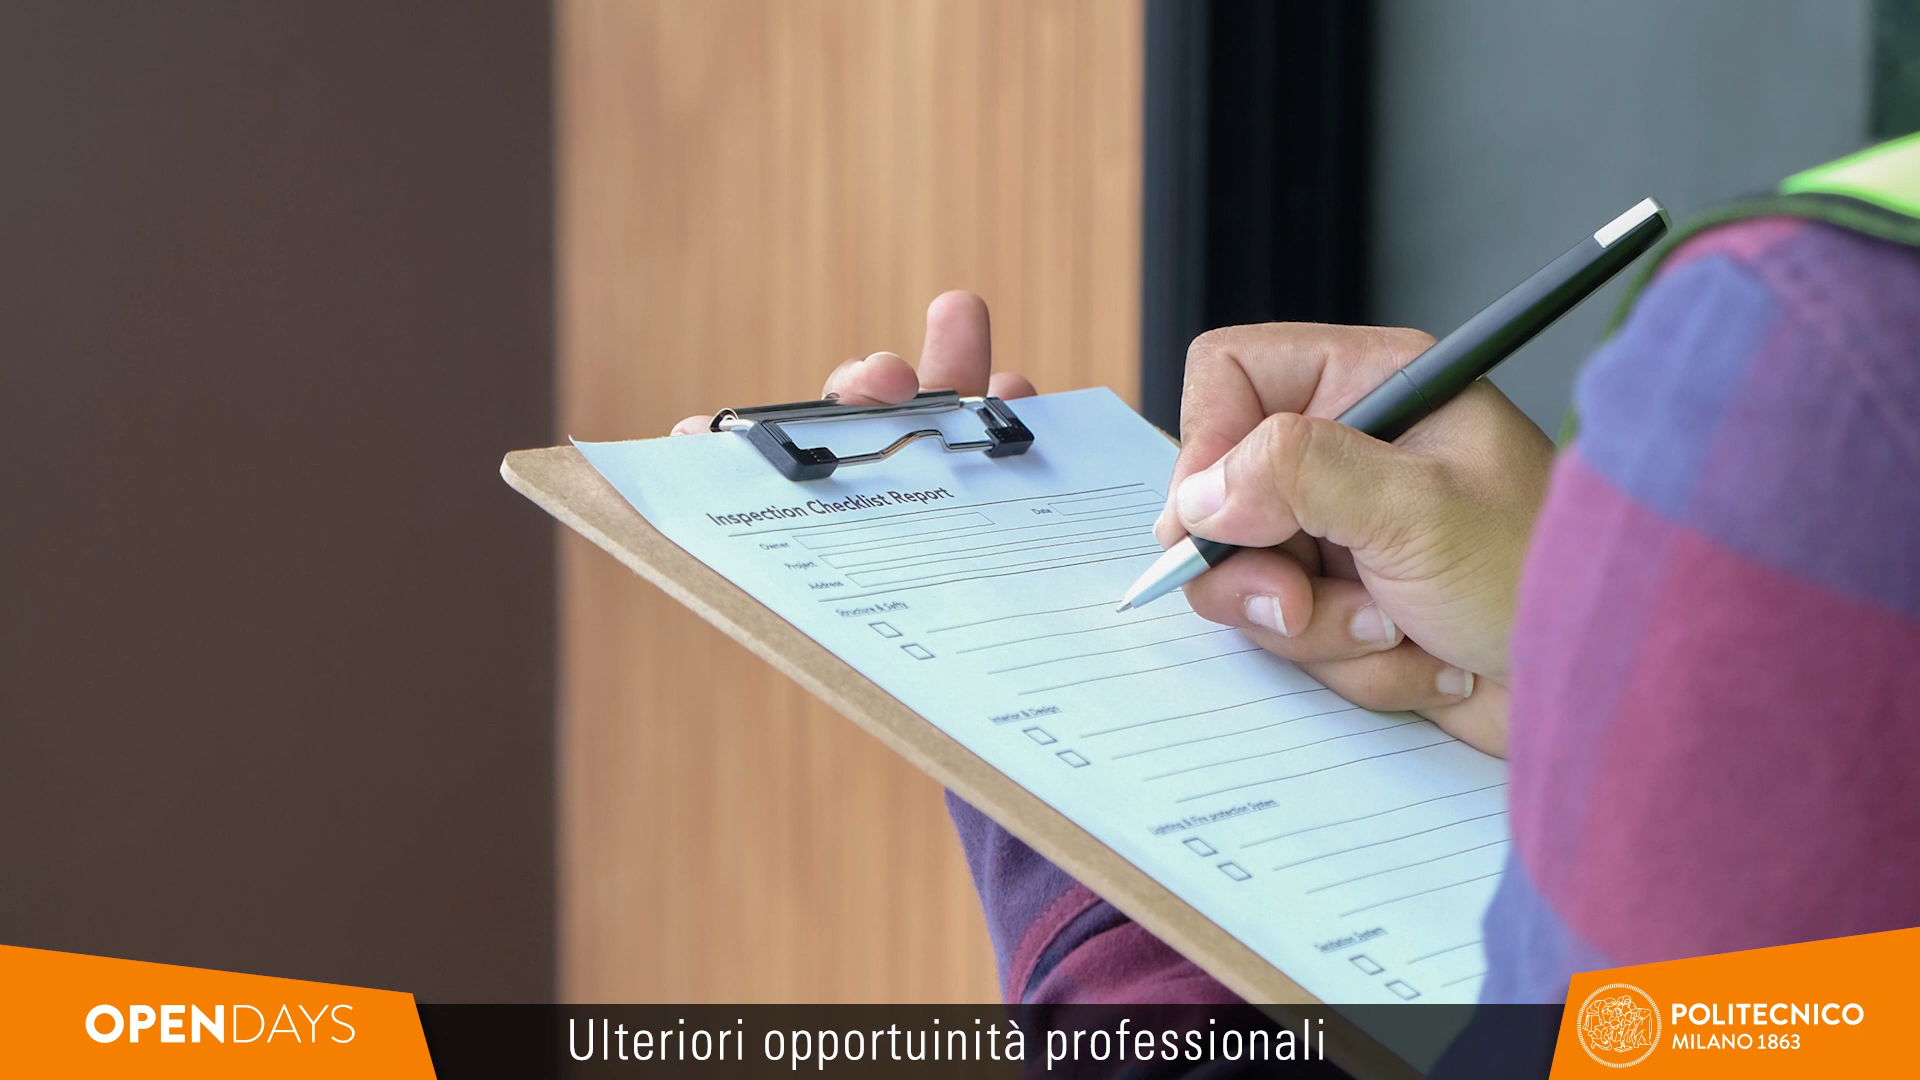 Inspection Checklist Report
Owner
Date
Project
Address
Structure & Safty
Interior & Design
Lighting & Fire protection System
Sanitation System
OPENDAYS
Ulteriori opportuinità professionali
POLITECNICO
MILANO 1863